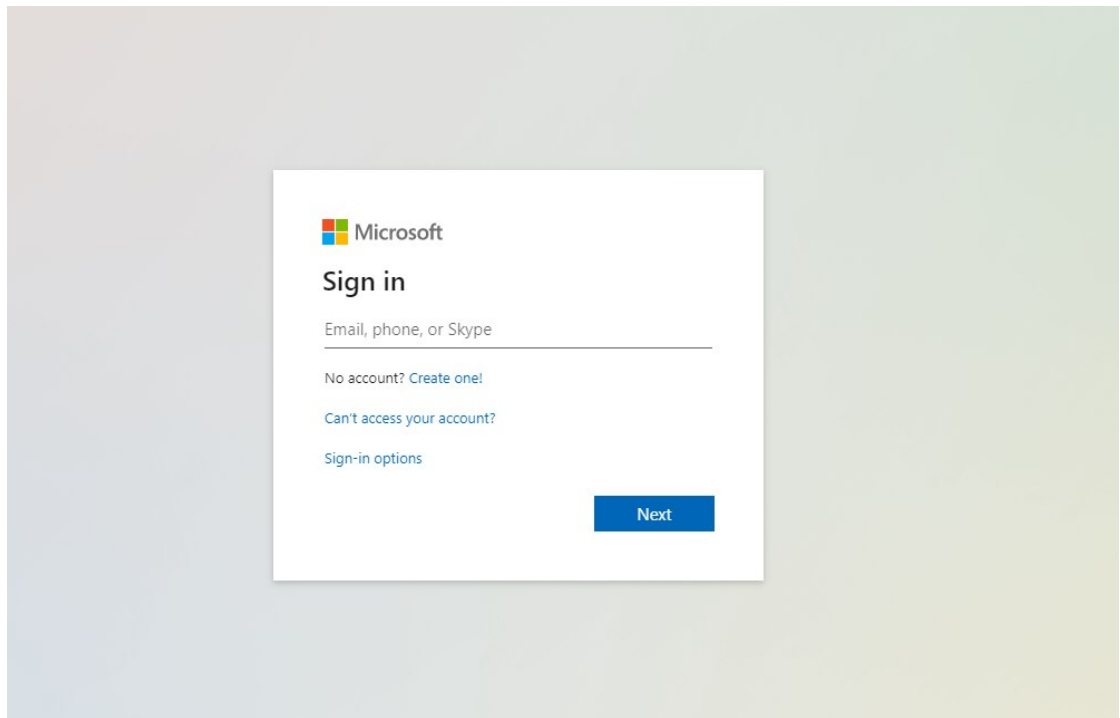 Microsoft
Sign in
Email, phone, or Skype
No account? Create one!
Can't access your account?
Sign-in options
Next